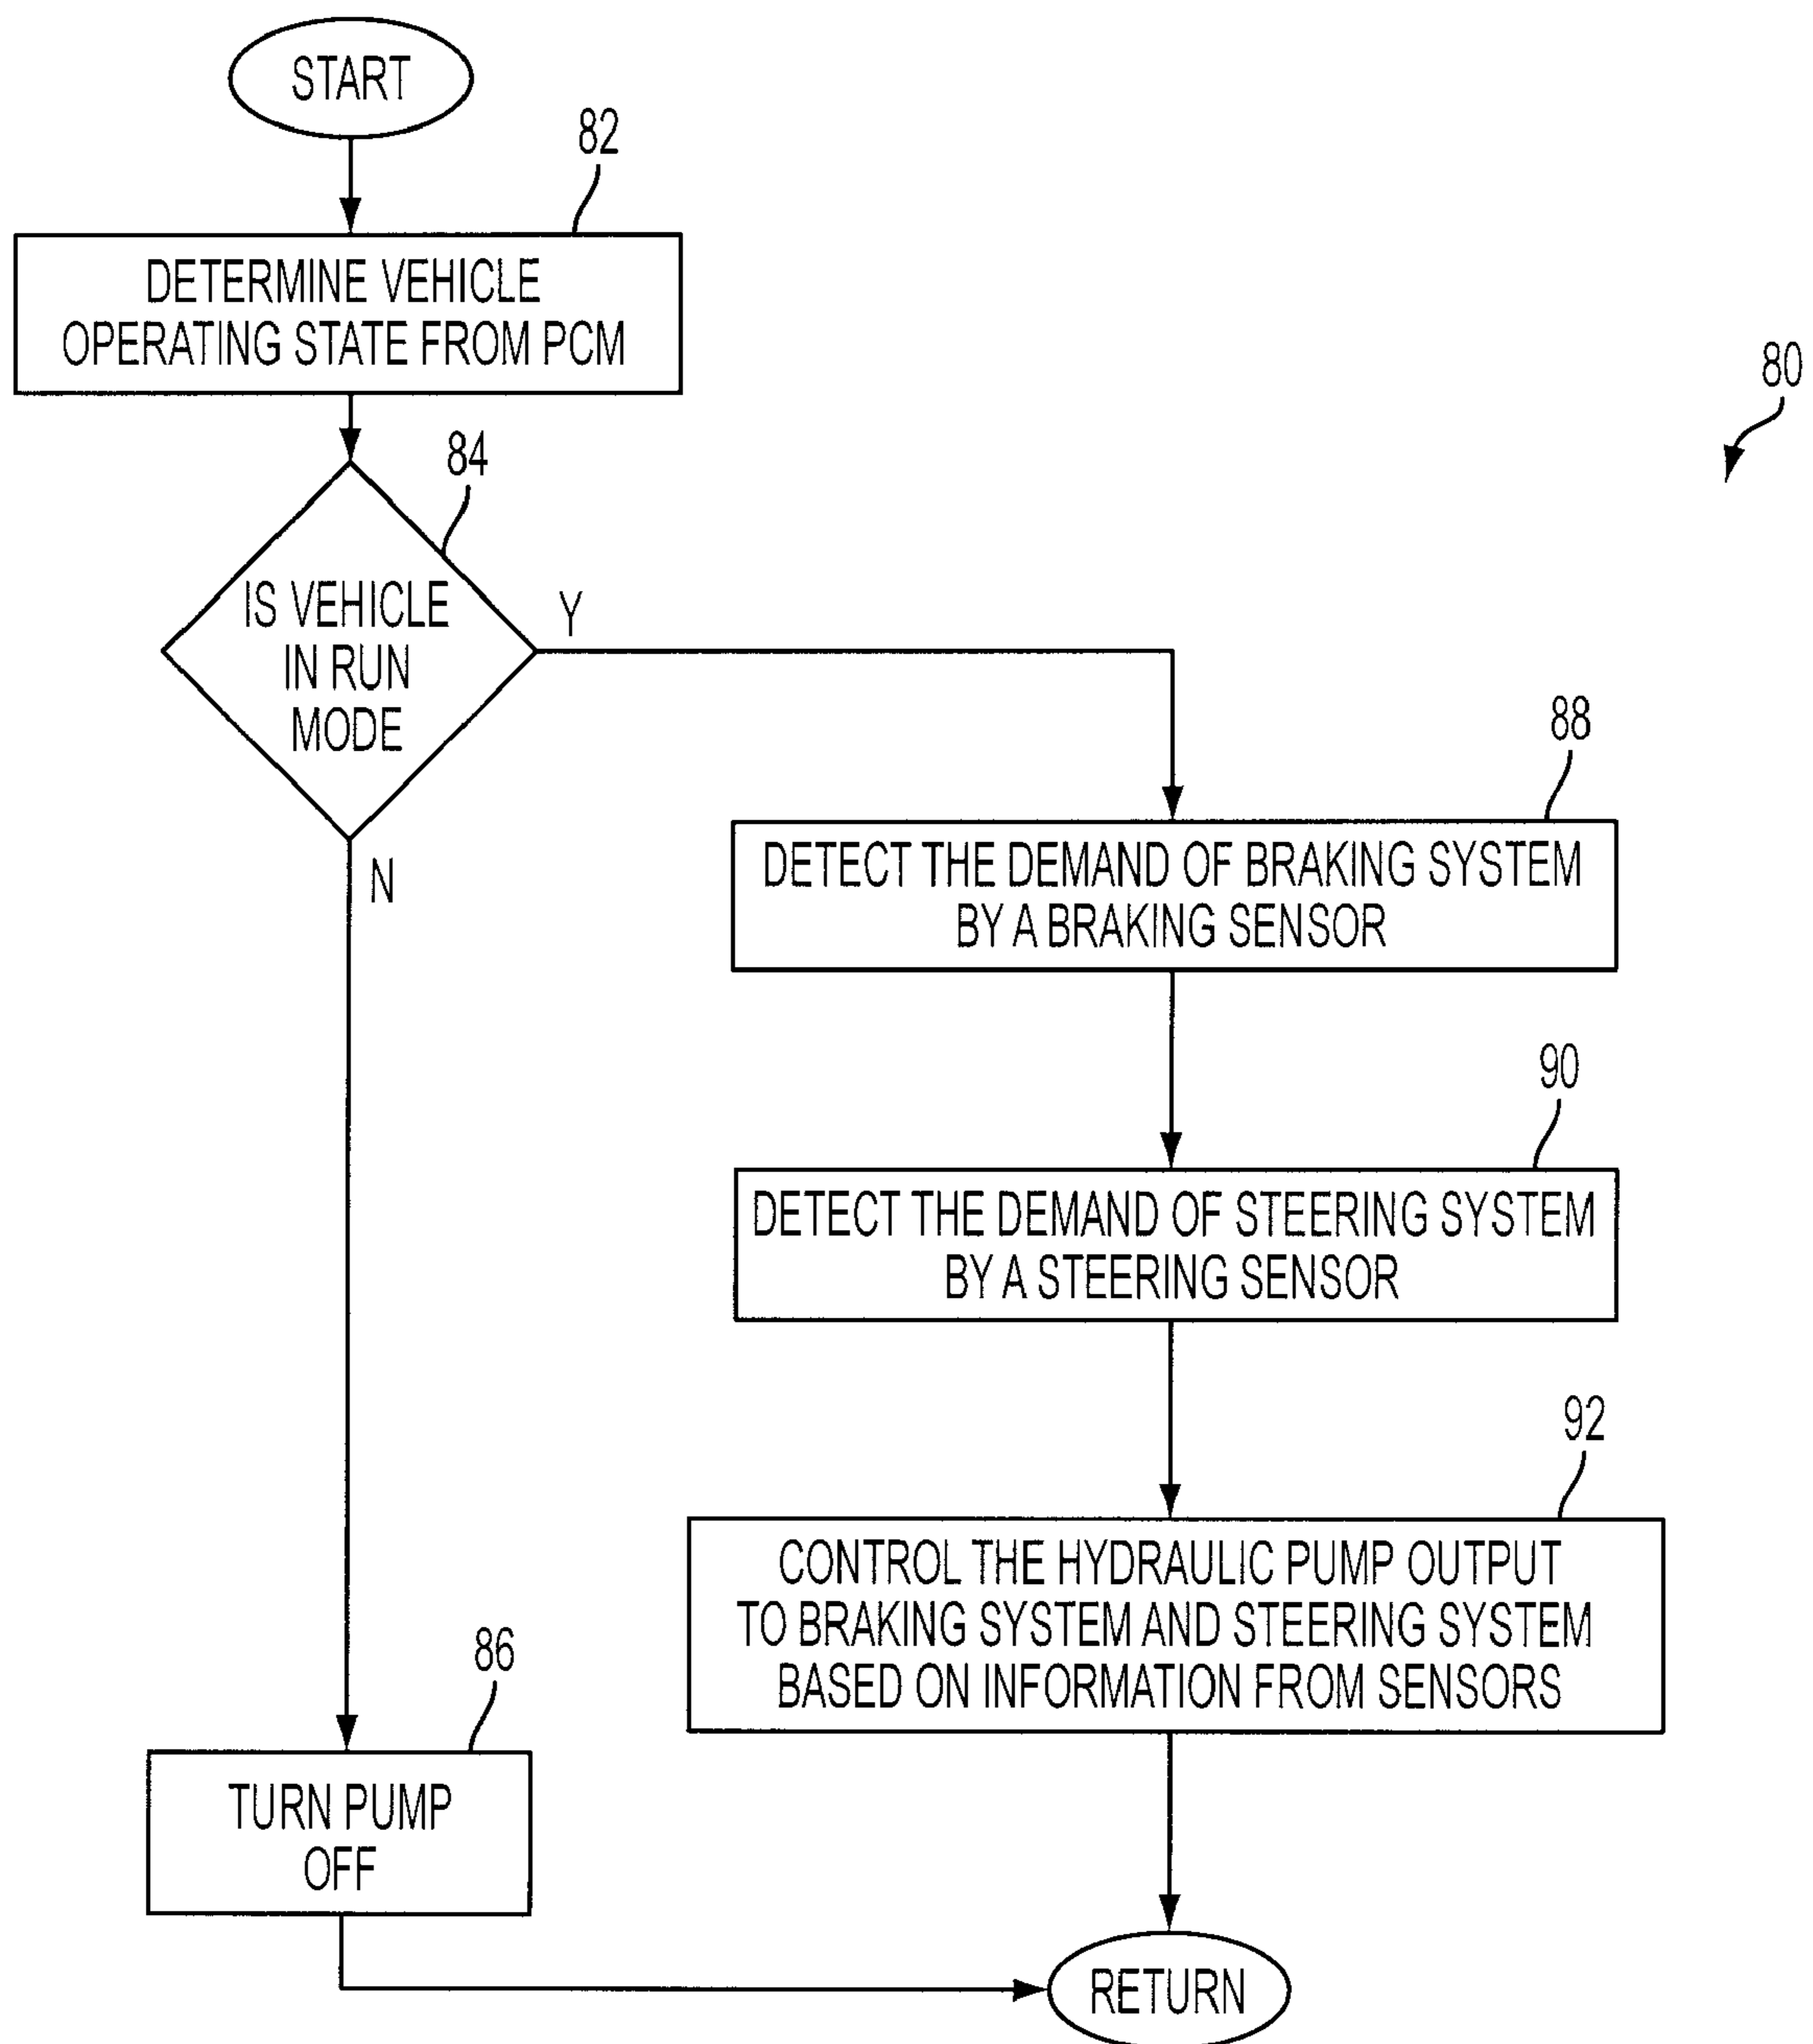 START
82
DETERMINE VEHICLE
OPERATING STATE FROM PCM
80
84
IS VEHICLE
IN RUN
MODE
Y
N
88
DETECT THE DEMAND OF BRAKING SYSTEM
BY A BRAKING SENSOR
90
DETECT THE DEMAND OF STEERING SYSTEM
BY A STEERING SENSOR
92
CONTROL THE HYDRAULIC PUMP OUTPUT
TO BRAKING SYSTEM AND STEERING SYSTEM
BASED ON INFORMATION FROM SENSORS
86
TURN PUMP
OFF
RETURN